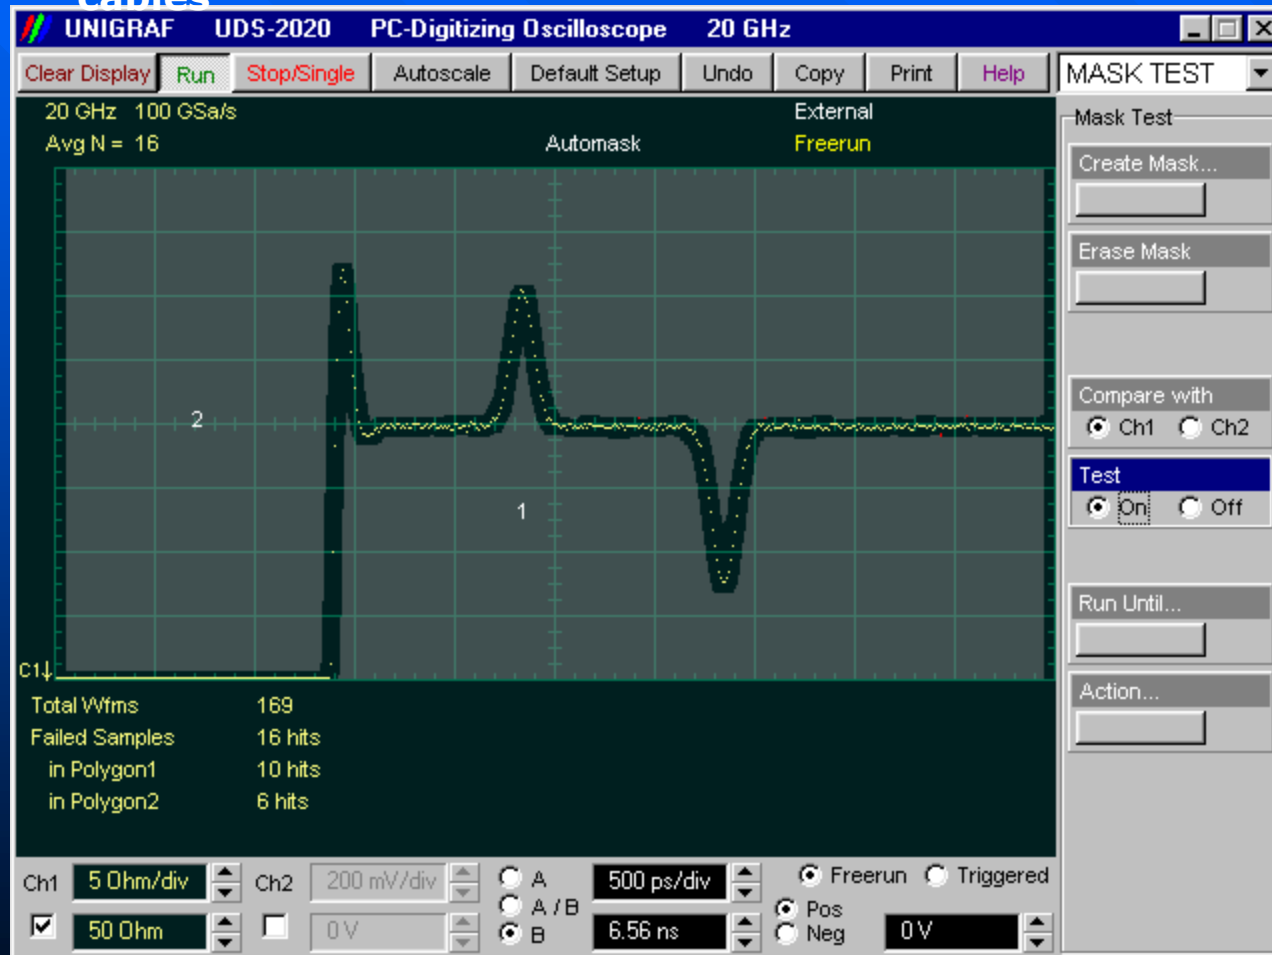 cables
UNIGRAF UDS-2020 PC-Digitizing Oscilloscope 20 GHz
Clear Display Run Stop/Single Autoscale Default Setup Undo Copy Print Help MASK TEST
20 GHz 100 GSa/s External
Avg N = 16 Automask Freerun
Mask Test
Create Mask...
Erase Mask
Compare with
Ch1 Ch2
Test
On Off
Run Until...
Action...
2
1
C1↓
Total Wfms 169
Failed Samples 16 hits
in Polygon1 10 hits
in Polygon2 6 hits
Ch1 5 Ohm/div Ch2 200 mV/div A 500 ps/div Freerun Triggered
A / B Pos
50 Ohm 0 V B 6.56 ns Neg 0 V